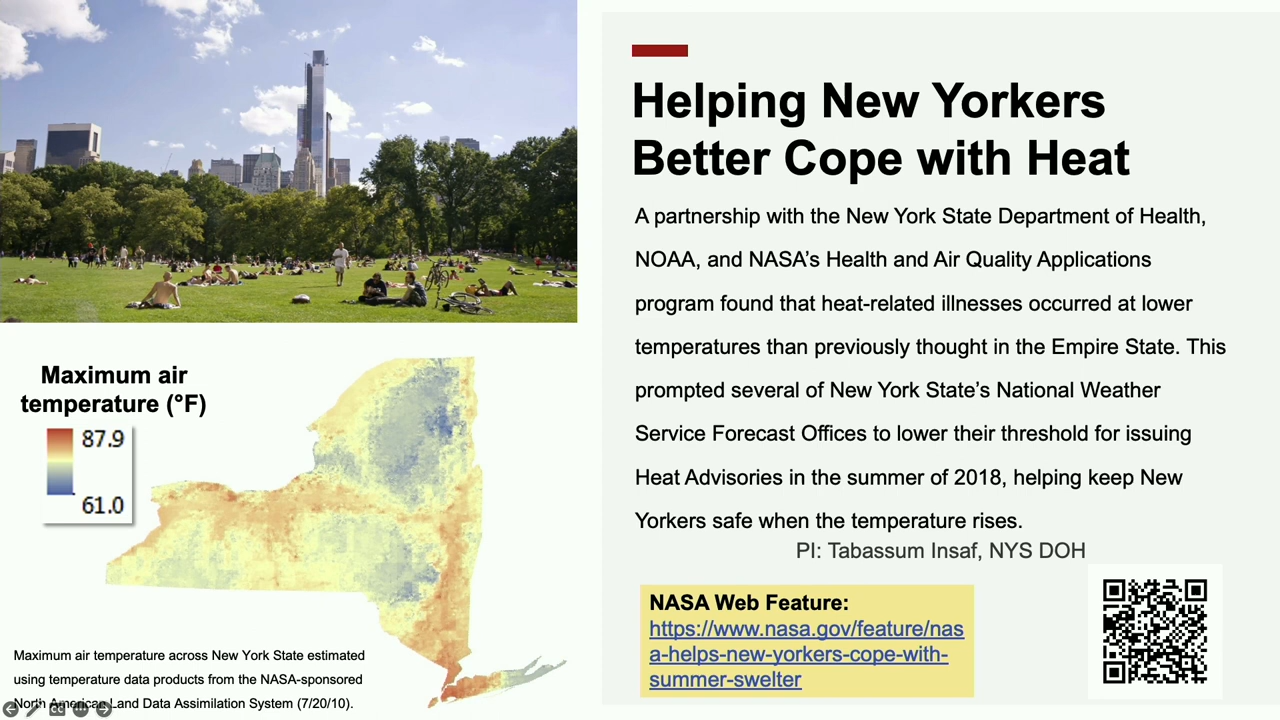 Helping New Yorkers
Better Cope with Heat
A partnership with the New York State Department of Health,
NOAA, and NASA’s Health and Air Quality Applications
program found that heat-related illnesses occurred at lower
temperatures than previously thought in the Empire State. This
prompted several of New York State’s National Weather
Service Forecast Offices to lower their threshold for issuing
Heat Advisories in the summer of 2018, helping keep New
Yorkers safe when the temperature rises.
PI: Tabassum Insaf, NYS DOH
NASA Web Feature:
https://www.nasa.gov/feature/nas
a-helps-new-yorkers-cope-with-
summer-swelter
Maximum air
temperature (°F)
87.9
61.0
Maximum air temperature across New York State estimated
using temperature data products from the NASA-sponsored
North American Land Data Assimilation System (7/20/10).
CC